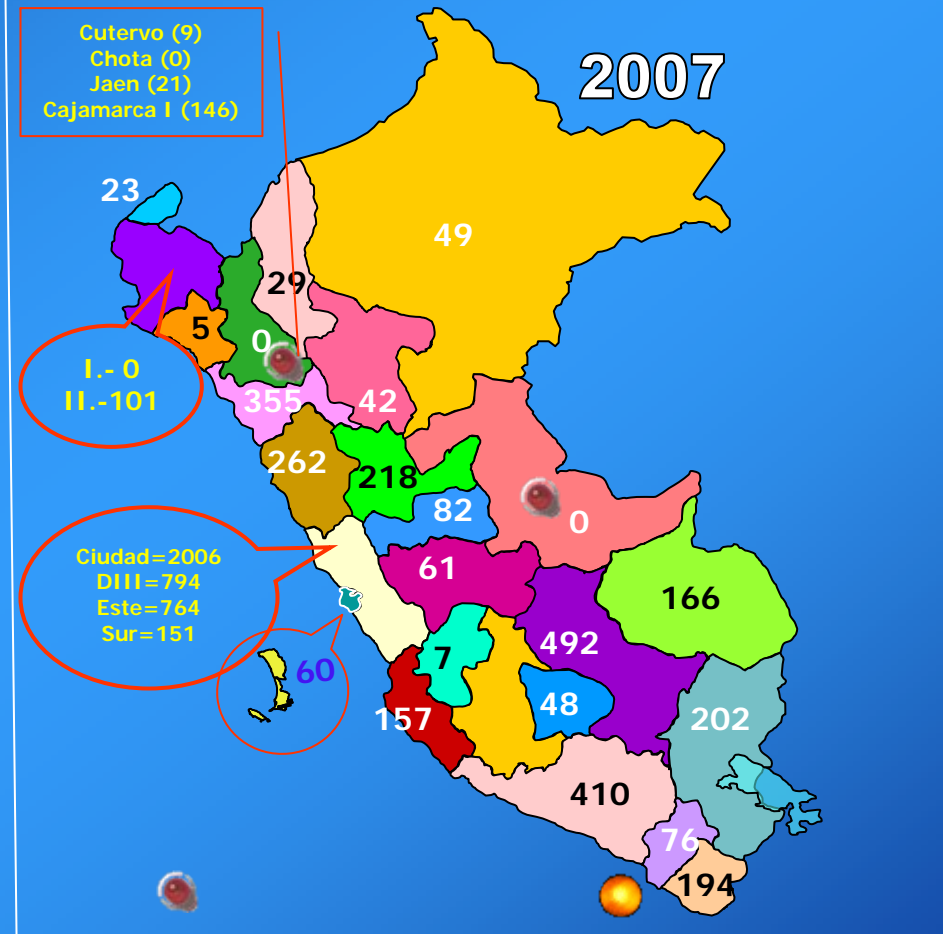 Cutervo (9)
Chota (0)
Jaen (21)
Cajamarca I (146)
2007
23
49
29
5
0
I.- 0
II.-101
355
42
262
218
82
0
Ciudad=2006
DIII=794
Este=764
Sur=151
61
166
492
7
60
48
157
202
410
76
194